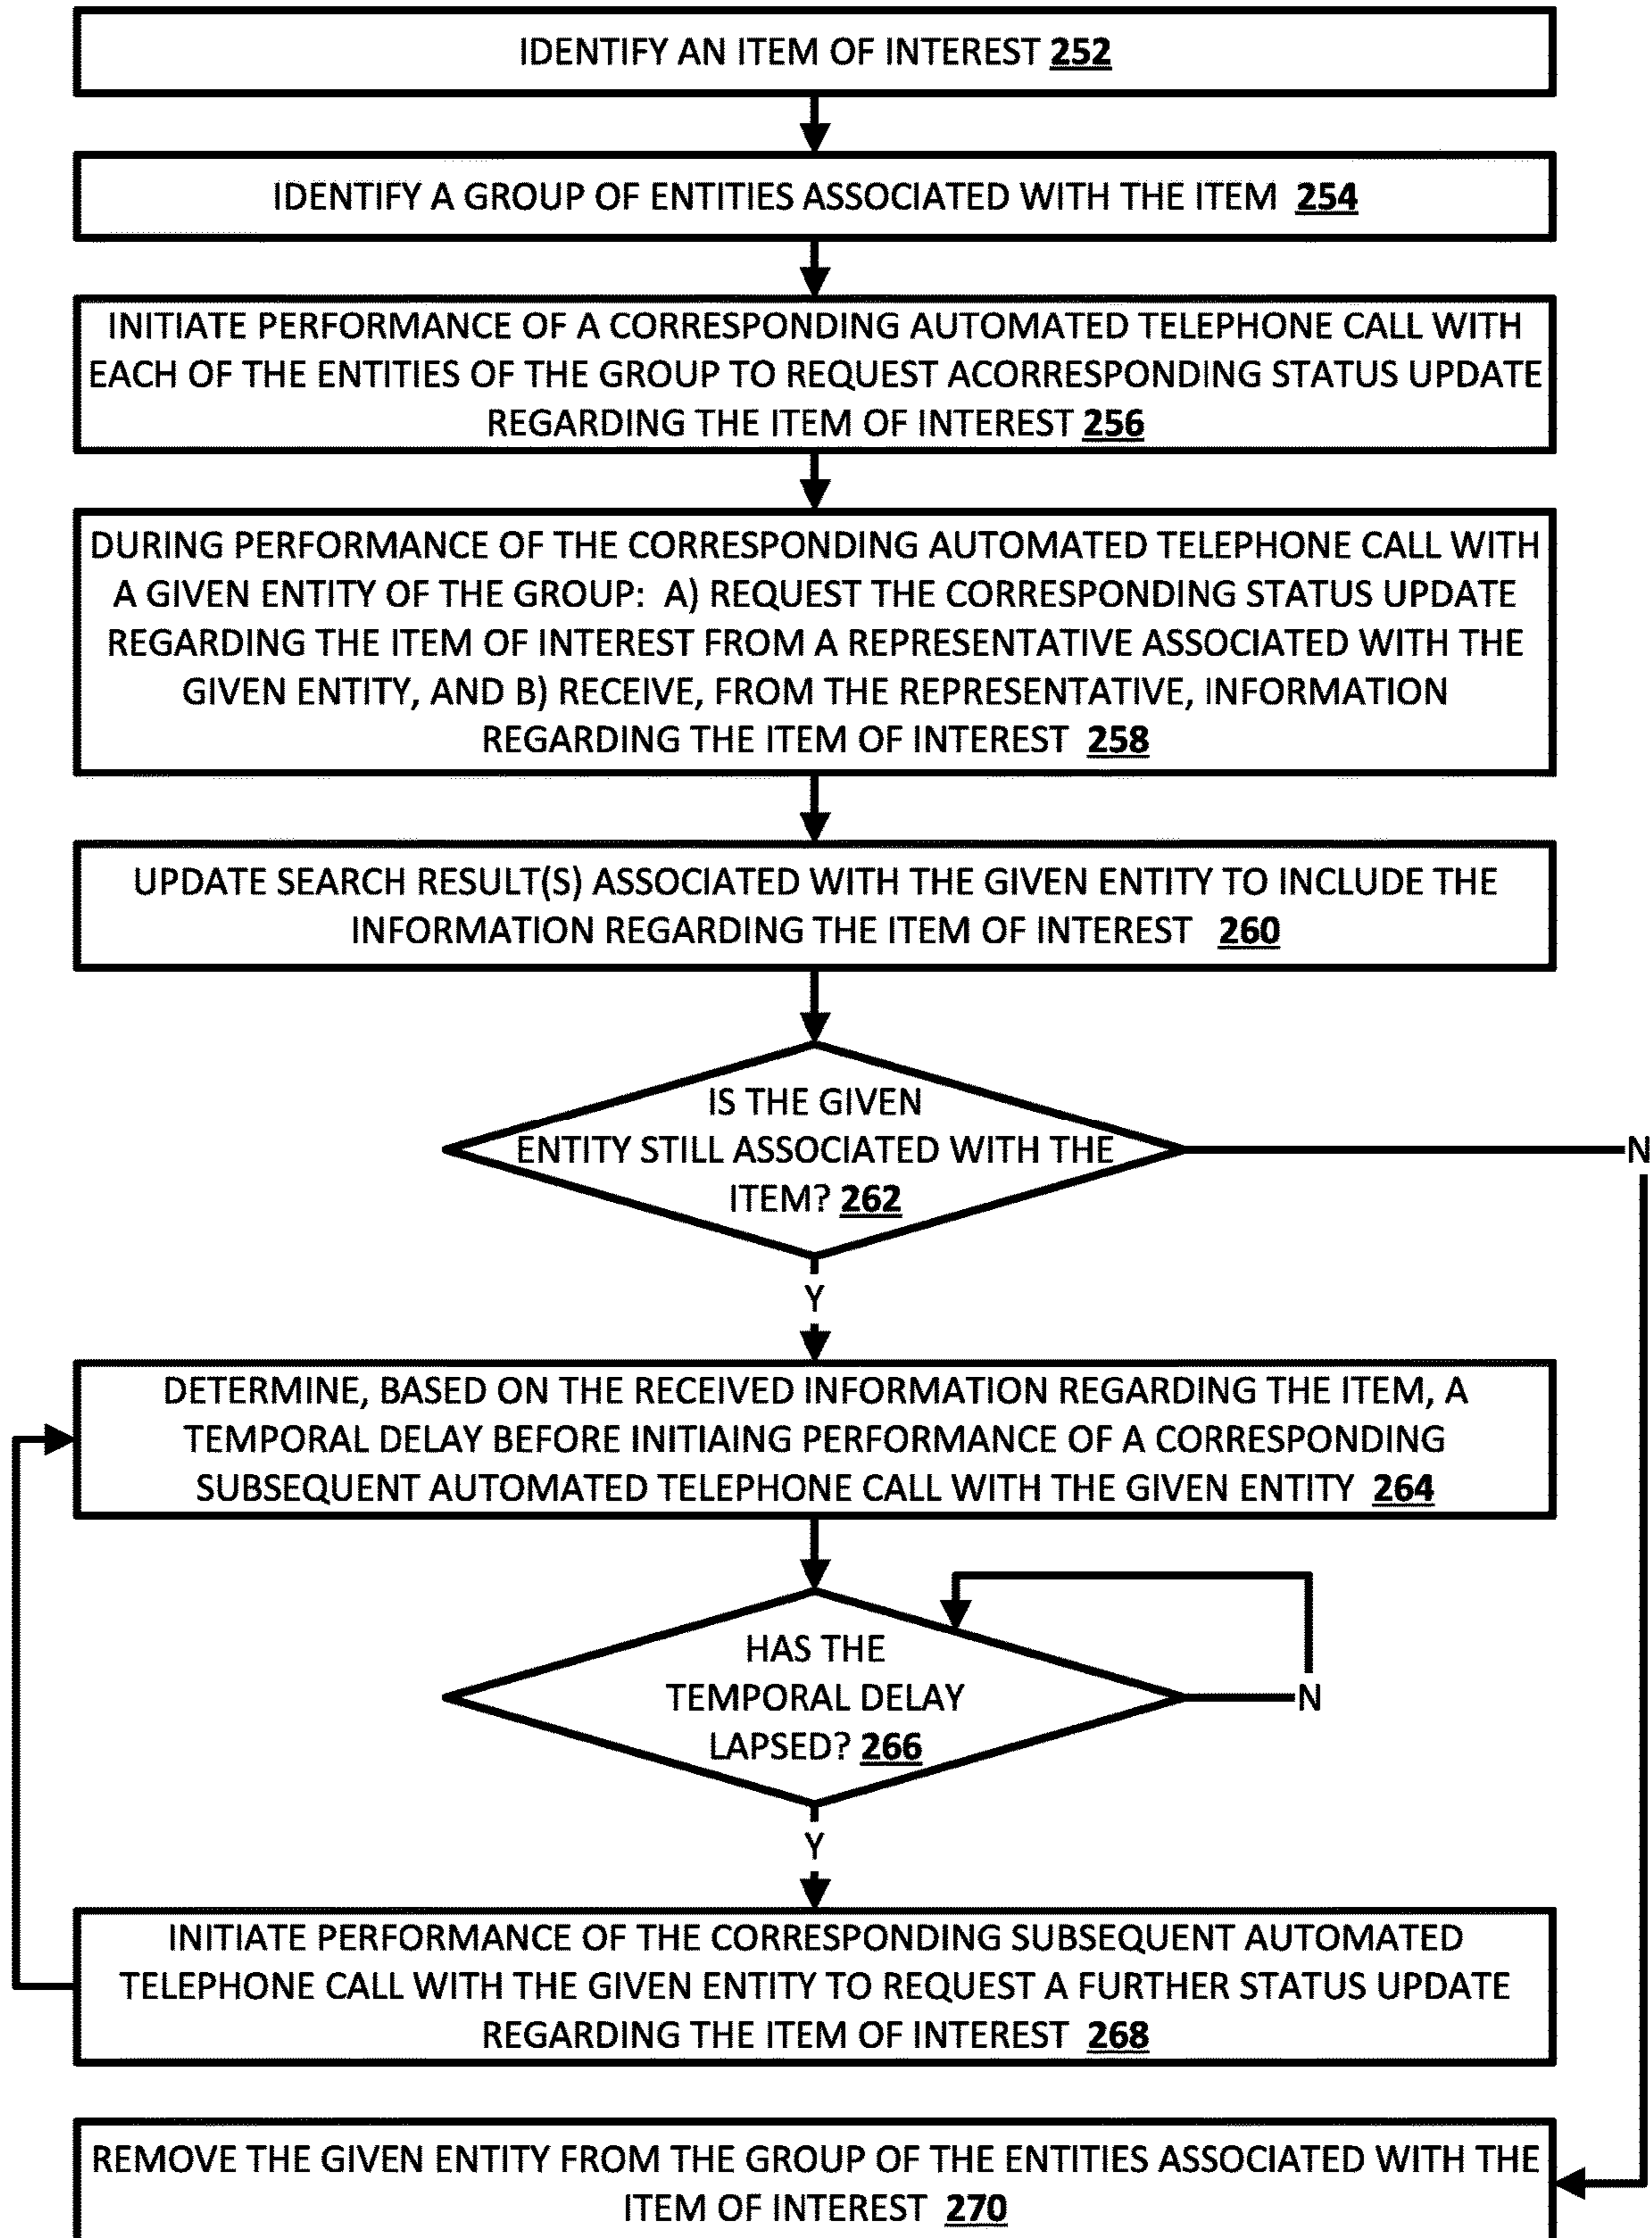 IDENTIFY AN ITEM OF INTEREST 252
IDENTIFY A GROUP OF ENTITIES ASSOCIATED WITH THE ITEM 254
INITIATE PERFORMANCE OF A CORRESPONDING AUTOMATED TELEPHONE CALL WITH
EACH OF THE ENTITIES OF THE GROUP TO REQUEST ACORRESPONDING STATUS UPDATE
REGARDING THE ITEM OF INTEREST 256
DURING PERFORMANCE OF THE CORRESPONDING AUTOMATED TELEPHONE CALL WITH
A GIVEN ENTITY OF THE GROUP: A) REQUEST THE CORRESPONDING STATUS UPDATE
REGARDING THE ITEM OF INTEREST FROM A REPRESENTATIVE ASSOCIATED WITH THE
GIVEN ENTITY, AND B) RECEIVE, FROM THE REPRESENTATIVE, INFORMATION
REGARDING THE ITEM OF INTEREST 258
UPDATE SEARCH RESULT(S) ASSOCIATED WITH THE GIVEN ENTITY TO INCLUDE THE
INFORMATION REGARDING THE ITEM OF INTEREST 260
IS THE GIVEN
ENTITY STILL ASSOCIATED WITH THE
ITEM? 262
N
Y
DETERMINE, BASED ON THE RECEIVED INFORMATION REGARDING THE ITEM, A
TEMPORAL DELAY BEFORE INITIAING PERFORMANCE OF A CORRESPONDING
SUBSEQUENT AUTOMATED TELEPHONE CALL WITH THE GIVEN ENTITY 264
HAS THE
TEMPORAL DELAY
LAPSED? 266
N
Y
INITIATE PERFORMANCE OF THE CORRESPONDING SUBSEQUENT AUTOMATED
TELEPHONE CALL WITH THE GIVEN ENTITY TO REQUEST A FURTHER STATUS UPDATE
REGARDING THE ITEM OF INTEREST 268
REMOVE THE GIVEN ENTITY FROM THE GROUP OF THE ENTITIES ASSOCIATED WITH THE
ITEM OF INTEREST 270